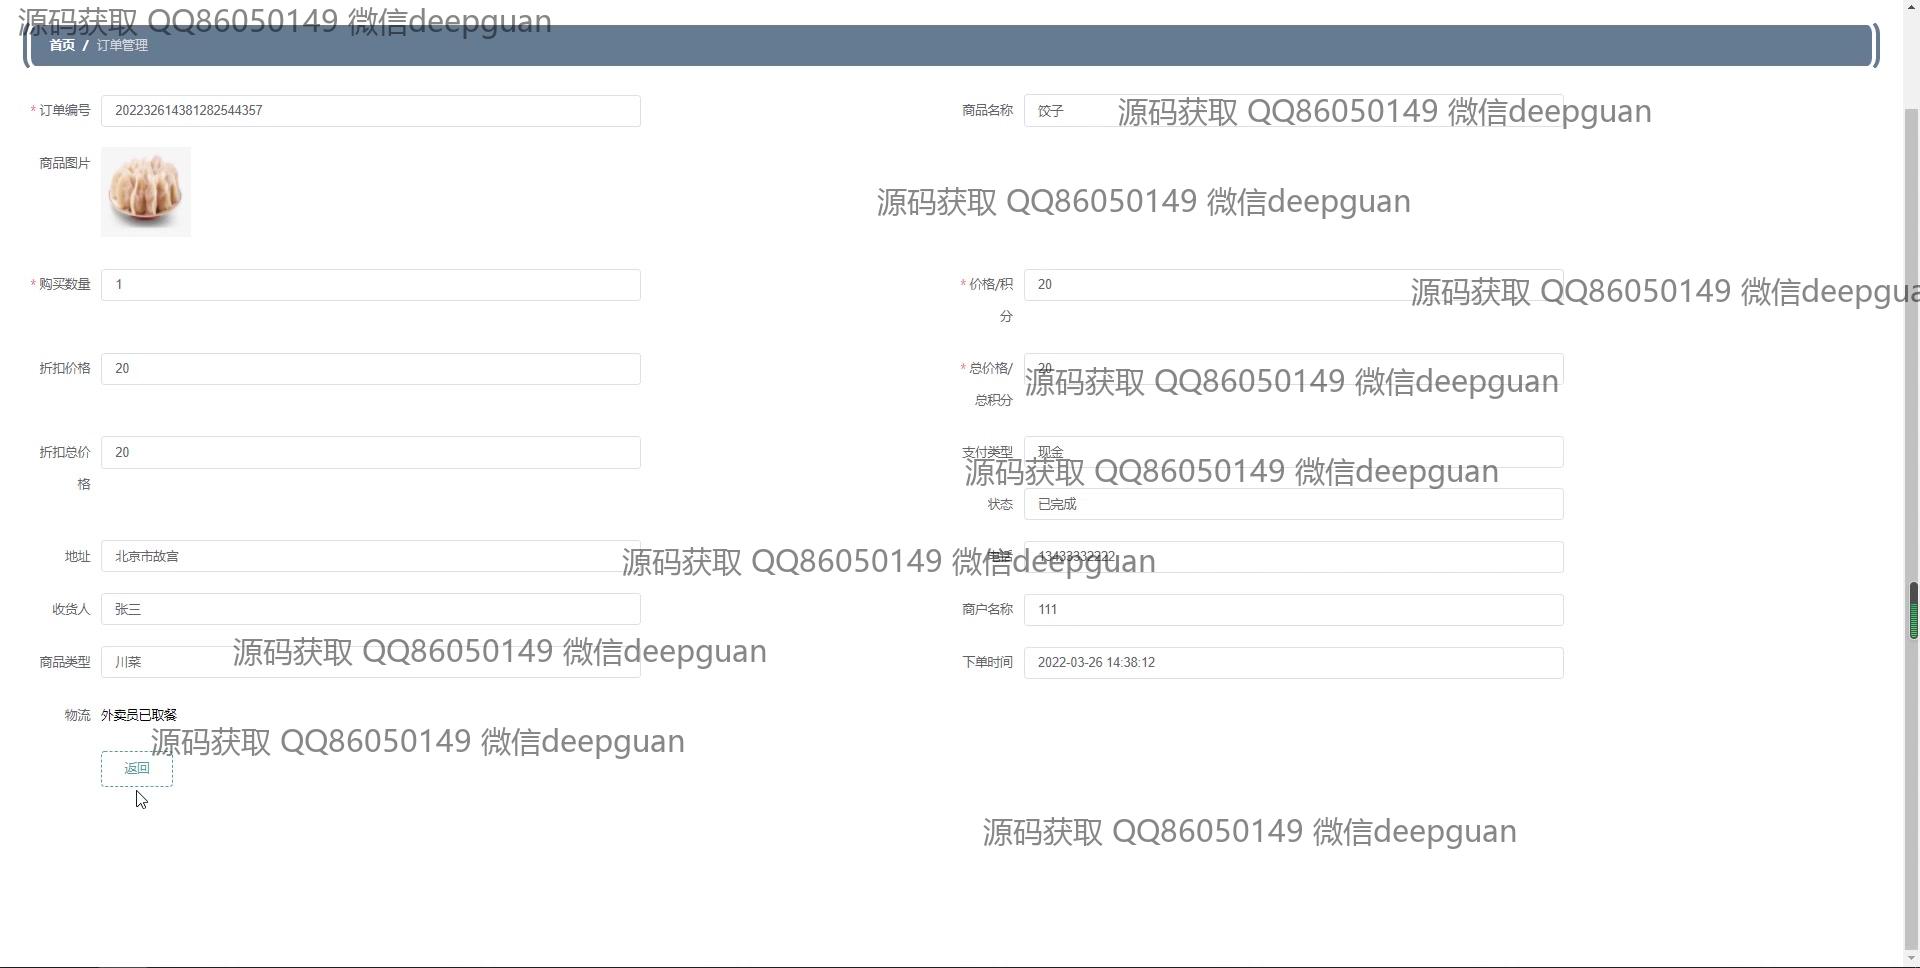 源码获取 QQ86050149 微信deepguan
首页 / 订单管理
* 订单编号 202232614381282544357
商品名称 饺子
源码获取 QQ86050149 微信deepguan
商品图片
源码获取 QQ86050149 微信deepguan
* 购买数量 1
* 价格/积分 20
源码获取 QQ86050149 微信deepgua
折扣价格 20
* 总价格/总积分 20
源码获取 QQ86050149 微信deepguan
折扣总价格 20
支付类型 现金
源码获取 QQ86050149 微信deepguan
状态 已完成
地址 北京市故宫
电话 13433332222
源码获取 QQ86050149 微信deepguan
收货人 张三
商户名称 111
源码获取 QQ86050149 微信deepguan
商品类型 川菜
下单时间 2022-03-26 14:38:12
物流 外卖员已取餐
源码获取 QQ86050149 微信deepguan
返回
源码获取 QQ86050149 微信deepguan